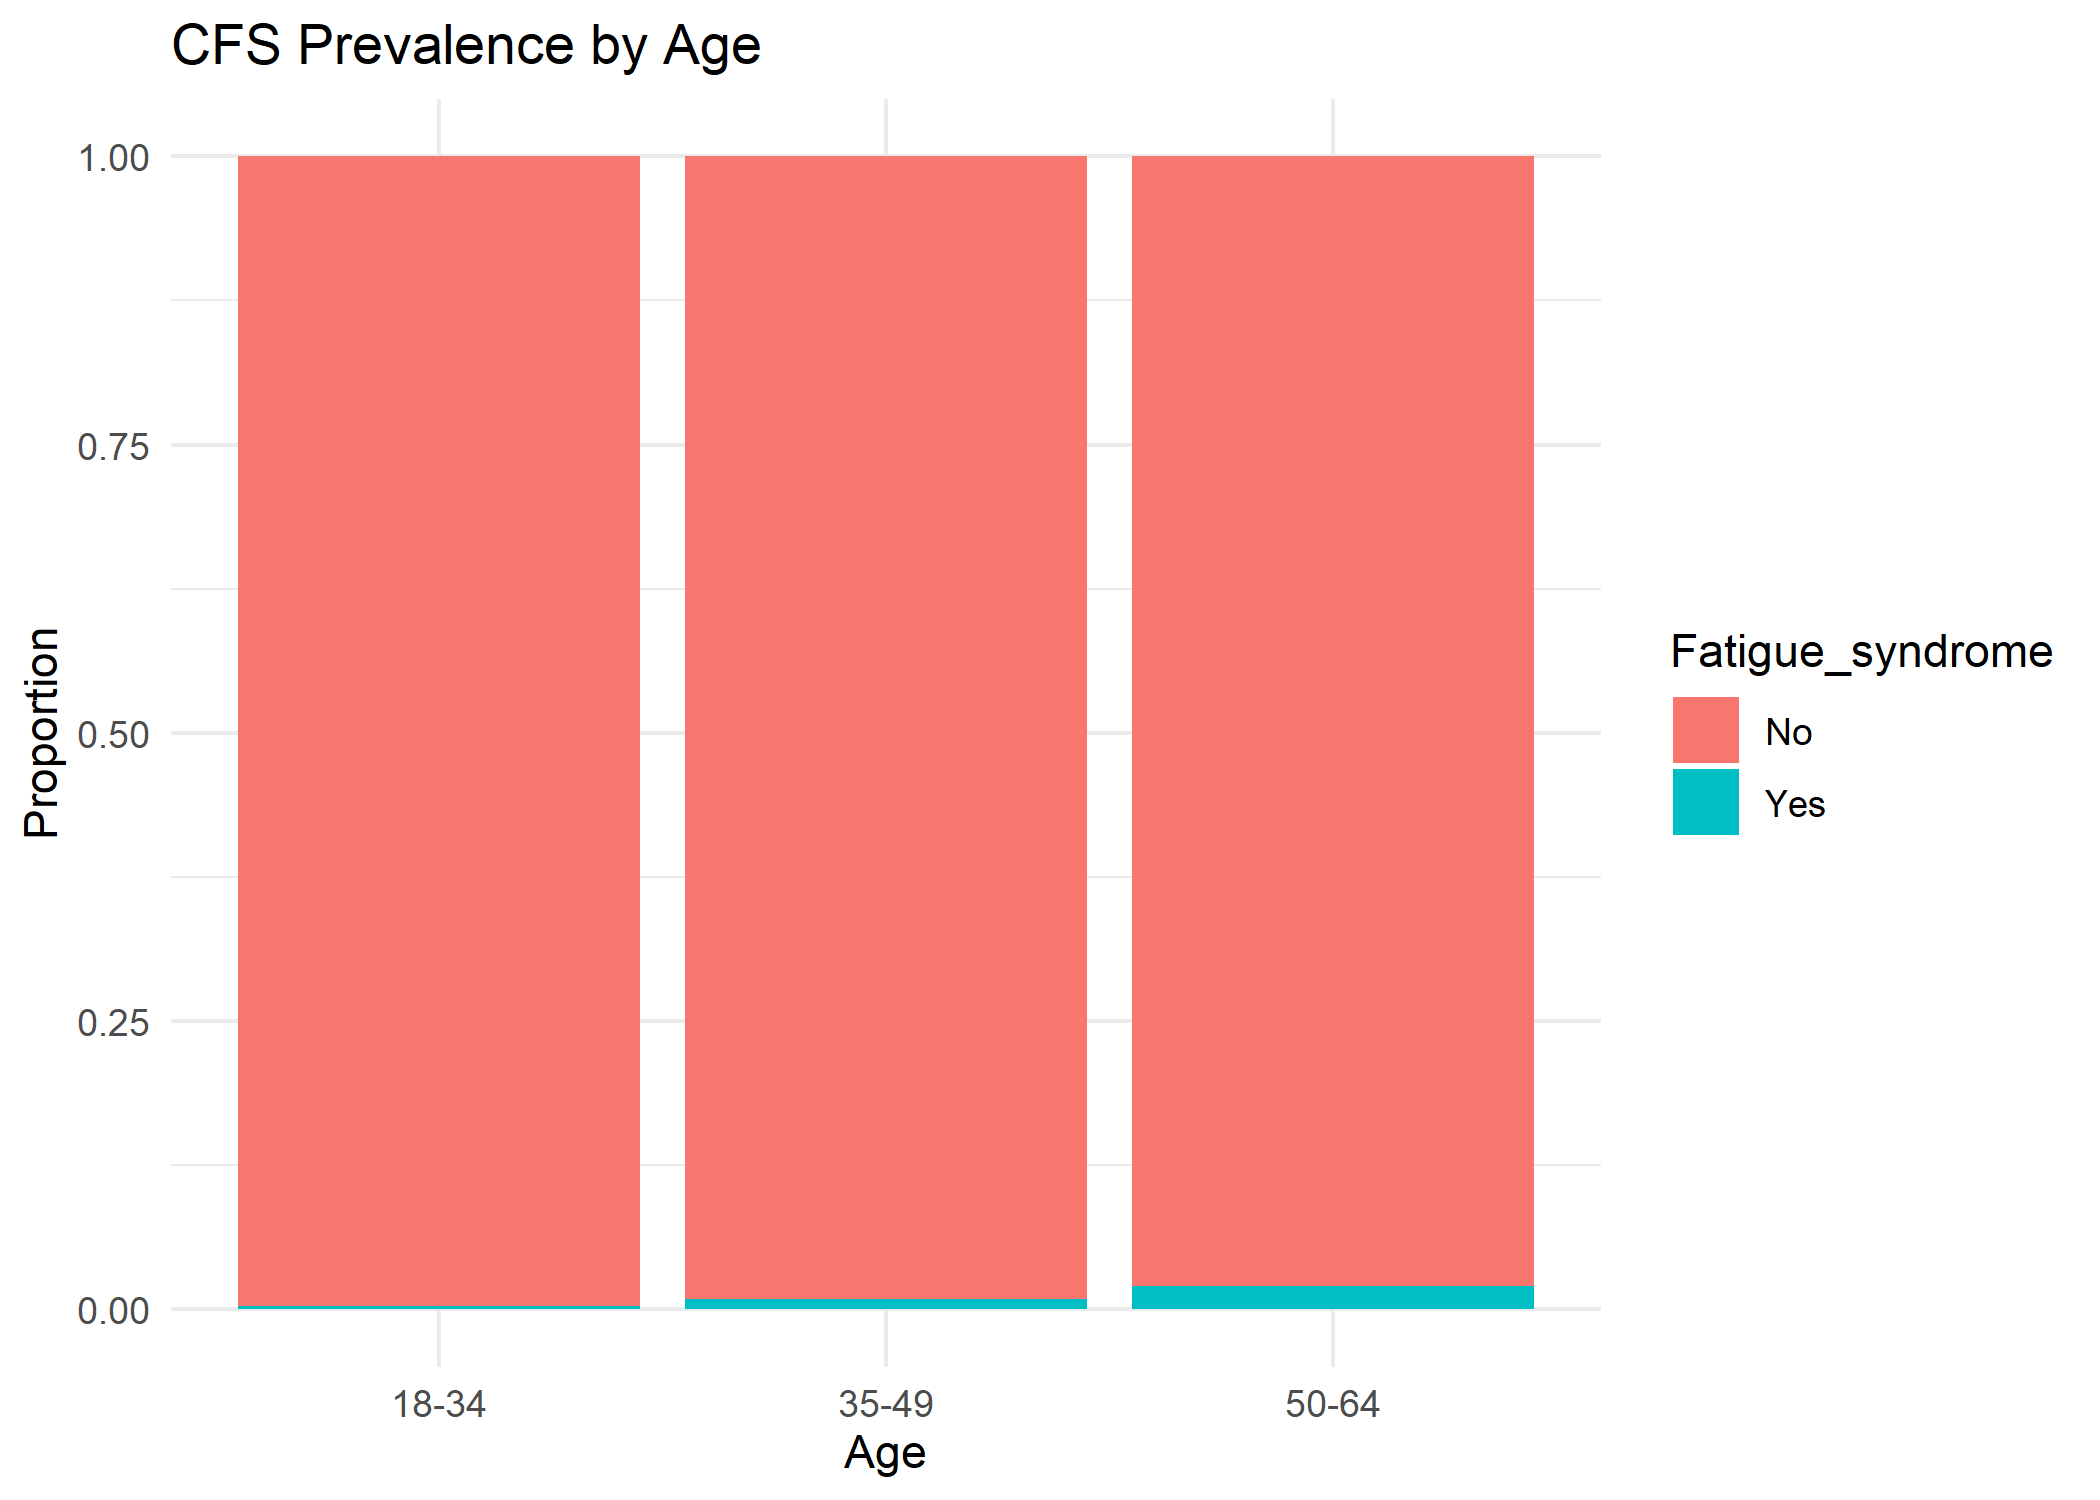 CFS Prevalence by Age
1.00
0.75
0.50
0.25
0.00
Proportion
18-34 35-49 50-64
Age
Fatigue_syndrome
No
Yes